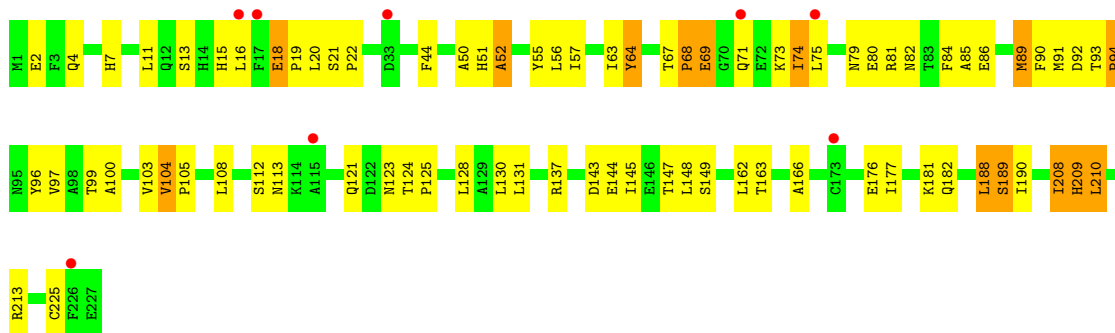 M1 E2 F3 Q4 H7 L11 Q12 S13 H14 H15 L16 F17 E18 P19 L20 S21 P22 D33 F44 A50 H51 A52 Y55 L56 I57 I63 Y64 T67 P68 E69 G70 Q71 E72 K73 I74 L75 N79 E80 R81 N82 T83 F84 A85 E86 M89 F90 M91 D92 T93
N95 Y96 V97 A98 T99 A100 V103 V104 P105 L108 S112 N113 K114 A115 Q121 D122 N123 T124 P125 L128 A129 L130 L131 R137 D143 E144 I145 E146 T147 L148 S149 L162 T163 A166 C173 E176 I177 K181 Q182 L188 S189 I190 I208 H209 L210
R213 C225 F226 E227